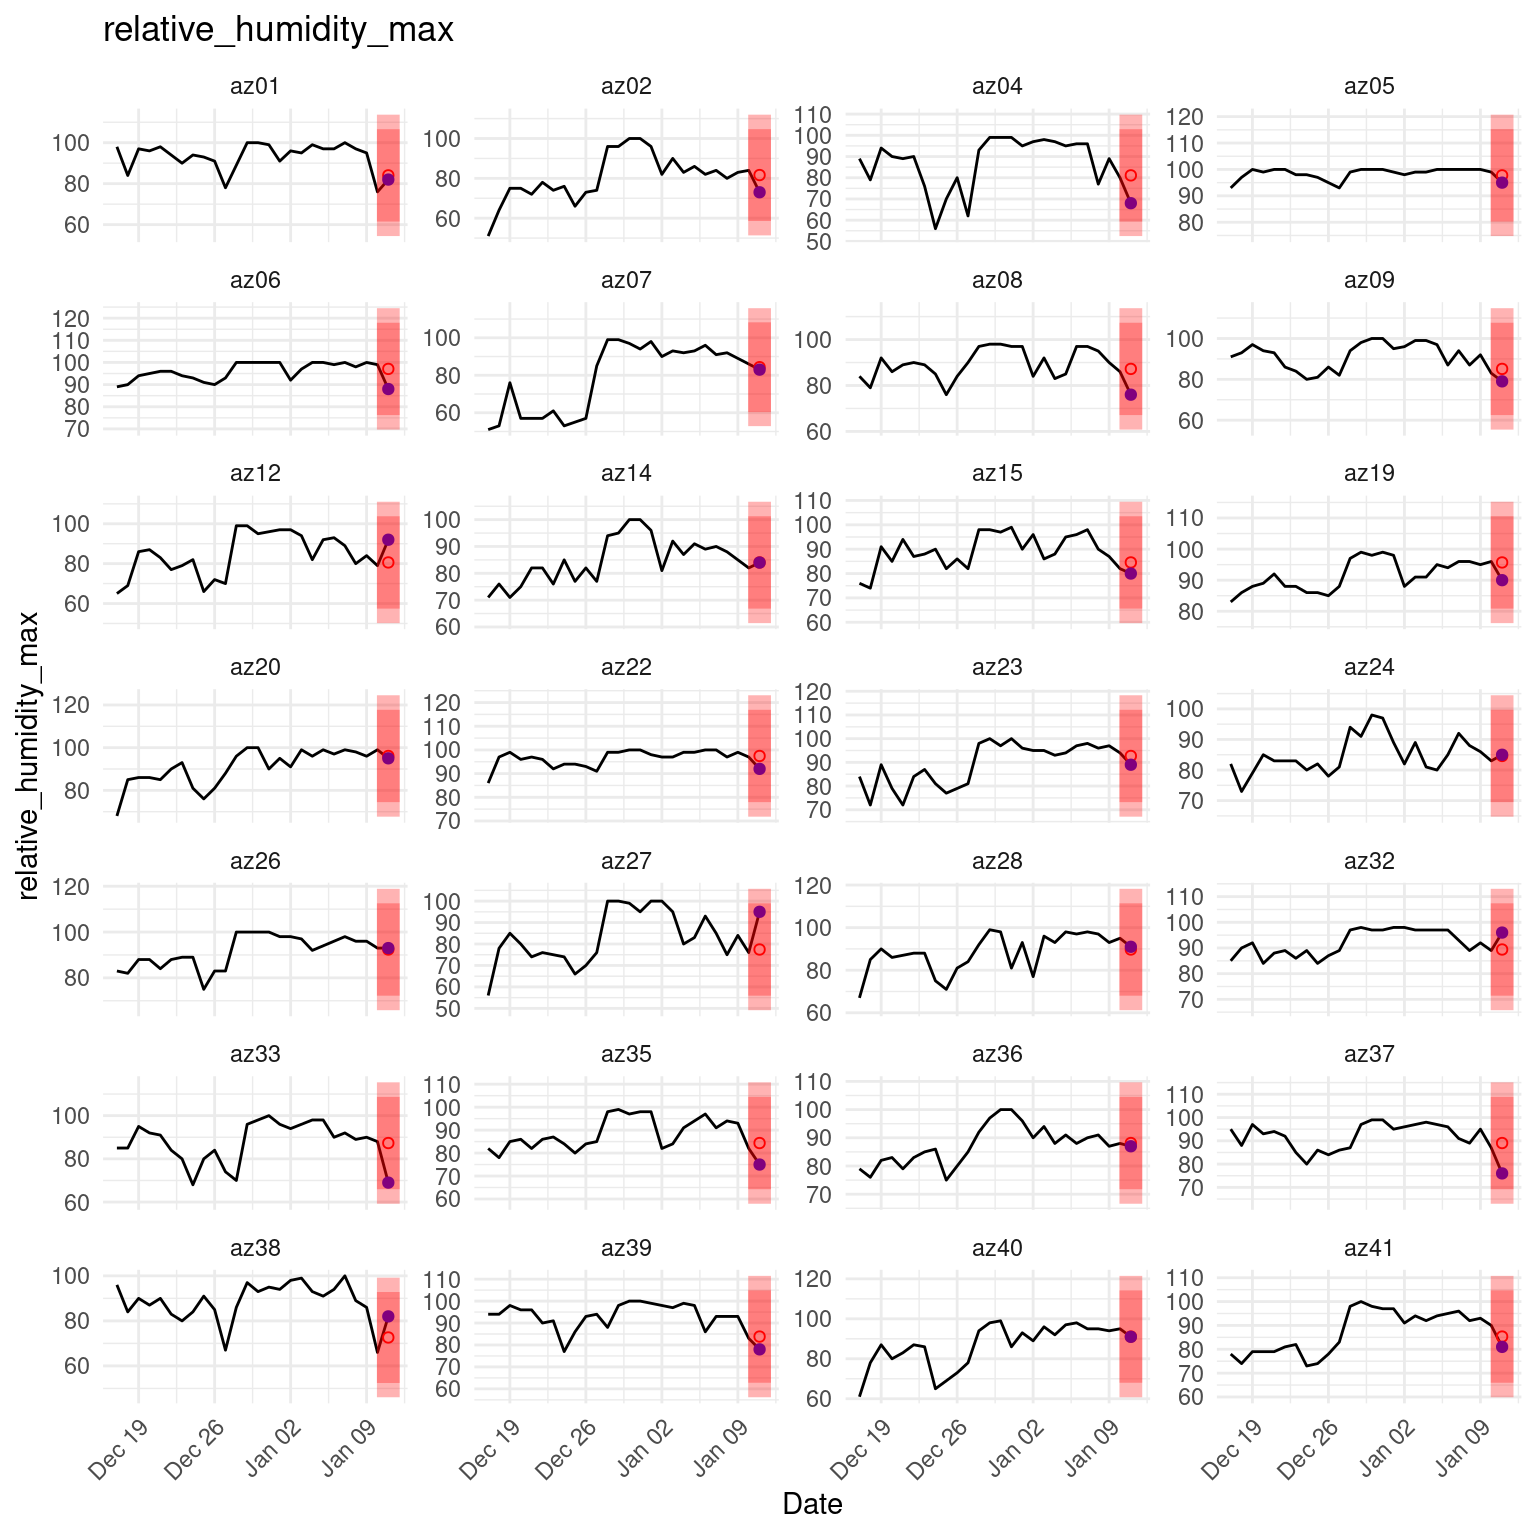 relative_humidity_max
az01 az02 az04 az05
100 80 60
100 80 60
110 100 90 80 70 60 50
120 110 100 90 80
az06 az07 az08 az09
120 110 100 90 80 70
100 80 60
100 80 60
100 80 60
az12 az14 az15 az19
100 80 60
100 90 80 70 60
110 100 90 80 70 60
110 100 90 80
az20 az22 az23 az24
120 100 80
120 110 100 90 80 70
120 110 100 90 80 70
100 90 80 70
az26 az27 az28 az32
120 100 80
100 90 80 70 60 50
120 100 80 60
110 100 90 80 70
az33 az35 az36 az37
100 80 60
110 100 90 80 70 60
110 100 90 80 70
110 100 90 80 70
az38 az39 az40 az41
100 80 60
110 100 90 80 70 60
120 100 80 60
110 100 90 80 70 60
Dec 19 Dec 26 Jan 02 Jan 09 Dec 19 Dec 26 Jan 02 Jan 09 Dec 19 Dec 26 Jan 02 Jan 09 Dec 19 Dec 26 Jan 02 Jan 09
Date
relative_humidity_max